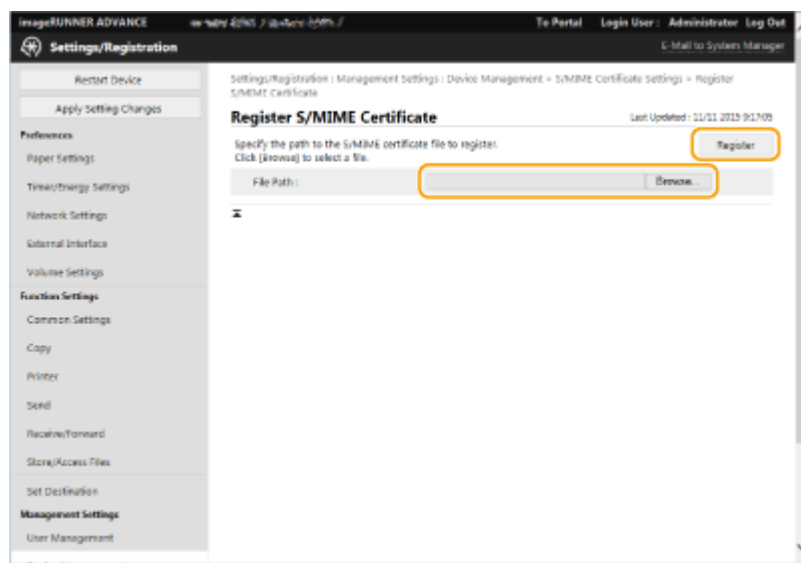 imageRUNNER ADVANCE
To Portal Login User : Administrator Log Out
Settings/Registration
E-Mail to System Manager
Restart Device
Apply Setting Changes
Preferences
Paper Settings
Timer/Energy Settings
Network Settings
External Interface
Volume Settings
Function Settings
Common Settings
Copy
Printer
Send
Receive/Forward
Store/Access Files
Set Destination
Management Settings
User Management
Settings/Registration : Management Settings : Device Management > S/MIME Certificate Settings > Register
S/MIME Certificate
Register S/MIME Certificate
Last Updated : 11/11 2015 9:17:05
Specify the path to the S/MIME certificate file to register.
Click [Browse] to select a file.
Register
File Path :
Browse...